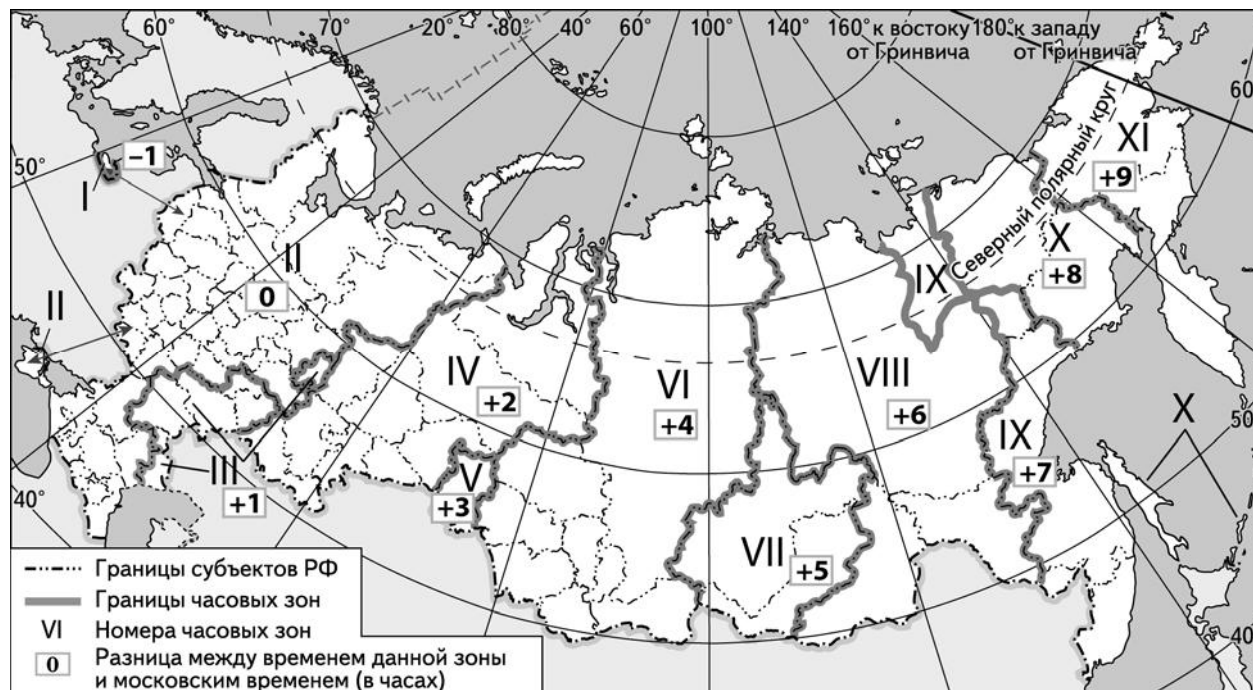 60° 70° 20° 60° 40° 60° 80° 100° 140° 160° к востоку 180° к западу
от Гринвича от Гринвича
60°
50°
–1
I
Северный полярный круг
XI
+9
X
+8
II
0
IX
II
IV
+2
VI
+4
VIII
+6
X
50°
IX
+7
III
+1
V
+3
VII
+5
40°
40°
Границы субъектов РФ
Границы часовых зон
VI Номера часовых зон
0 Разница между временем данной зоны
и московским временем (в часах)